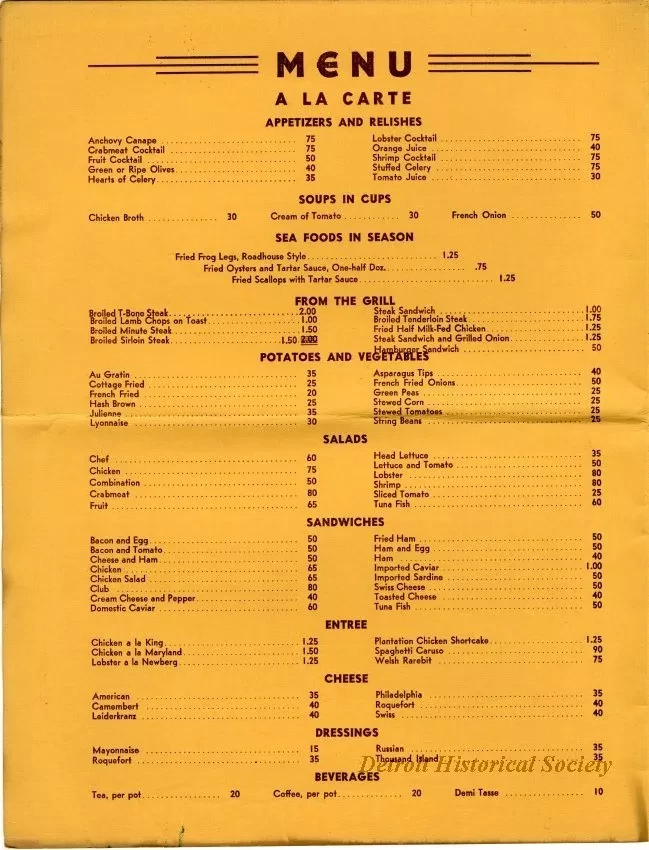 MENU
A LA CARTE
APPETIZERS AND RELISHES
Anchovy Canape 75
Crabmeat Cocktail 75
Fruit Cocktail 50
Green or Ripe Olives 40
Hearts of Celery 35
Lobster Cocktail 75
Orange Juice 40
Shrimp Cocktail 75
Stuffed Celery 75
Tomato Juice 30
SOUPS IN CUPS
Chicken Broth 30 Cream of Tomato 30 French Onion 50
SEA FOODS IN SEASON
Fried Frog Legs, Roadhouse Style 1.25
Fried Oysters and Tartar Sauce, One-half Doz. .75
Fried Scallops with Tartar Sauce 1.25
FROM THE GRILL
Broiled T-Bone Steak 2.00
Broiled Lamb Chops on Toast 1.00
Broiled Minute Steak 1.50
Broiled Sirloin Steak 1.50 2.00
Steak Sandwich 1.00
Broiled Tenderloin Steak 1.75
Fried Half Milk-Fed Chicken 1.25
Steak Sandwich and Grilled Onion 1.25
Hamburger Sandwich 50
POTATOES AND VEGETABLES
Au Gratin 35
Cottage Fried 25
French Fried 20
Hash Brown 25
Julienne 35
Lyonnaise 30
Asparagus Tips 40
French Fried Onions 50
Green Peas 25
Stewed Corn 25
Stewed Tomatoes 25
String Beans 25
SALADS
Chef 60
Chicken 75
Combination 50
Crabmeat 80
Fruit 65
Head Lettuce 35
Lettuce and Tomato 50
Lobster 80
Shrimp 80
Sliced Tomato 25
Tuna Fish 60
SANDWICHES
Bacon and Egg 50
Bacon and Tomato 50
Cheese and Ham 50
Chicken 65
Chicken Salad 65
Club 80
Cream Cheese and Pepper 40
Domestic Caviar 60
Fried Ham 50
Ham and Egg 50
Ham 40
Imported Caviar 1.00
Imported Sardine 50
Swiss Cheese 50
Toasted Cheese 40
Tuna Fish 50
ENTREE
Chicken a la King 1.25
Chicken a la Maryland 1.50
Lobster a la Newberg 1.25
Plantation Chicken Shortcake 1.25
Spaghetti Caruso 90
Welsh Rarebit 75
CHEESE
American 35
Camembert 40
Leiderkranz 40
Philadelphia 35
Roquefort 40
Swiss 40
DRESSINGS
Mayonnaise 15
Roquefort 35
Russian 35
Thousand Island 35
Detroit Historical Society
BEVERAGES
Tea, per pot 20 Coffee, per pot 20 Demi Tasse 10